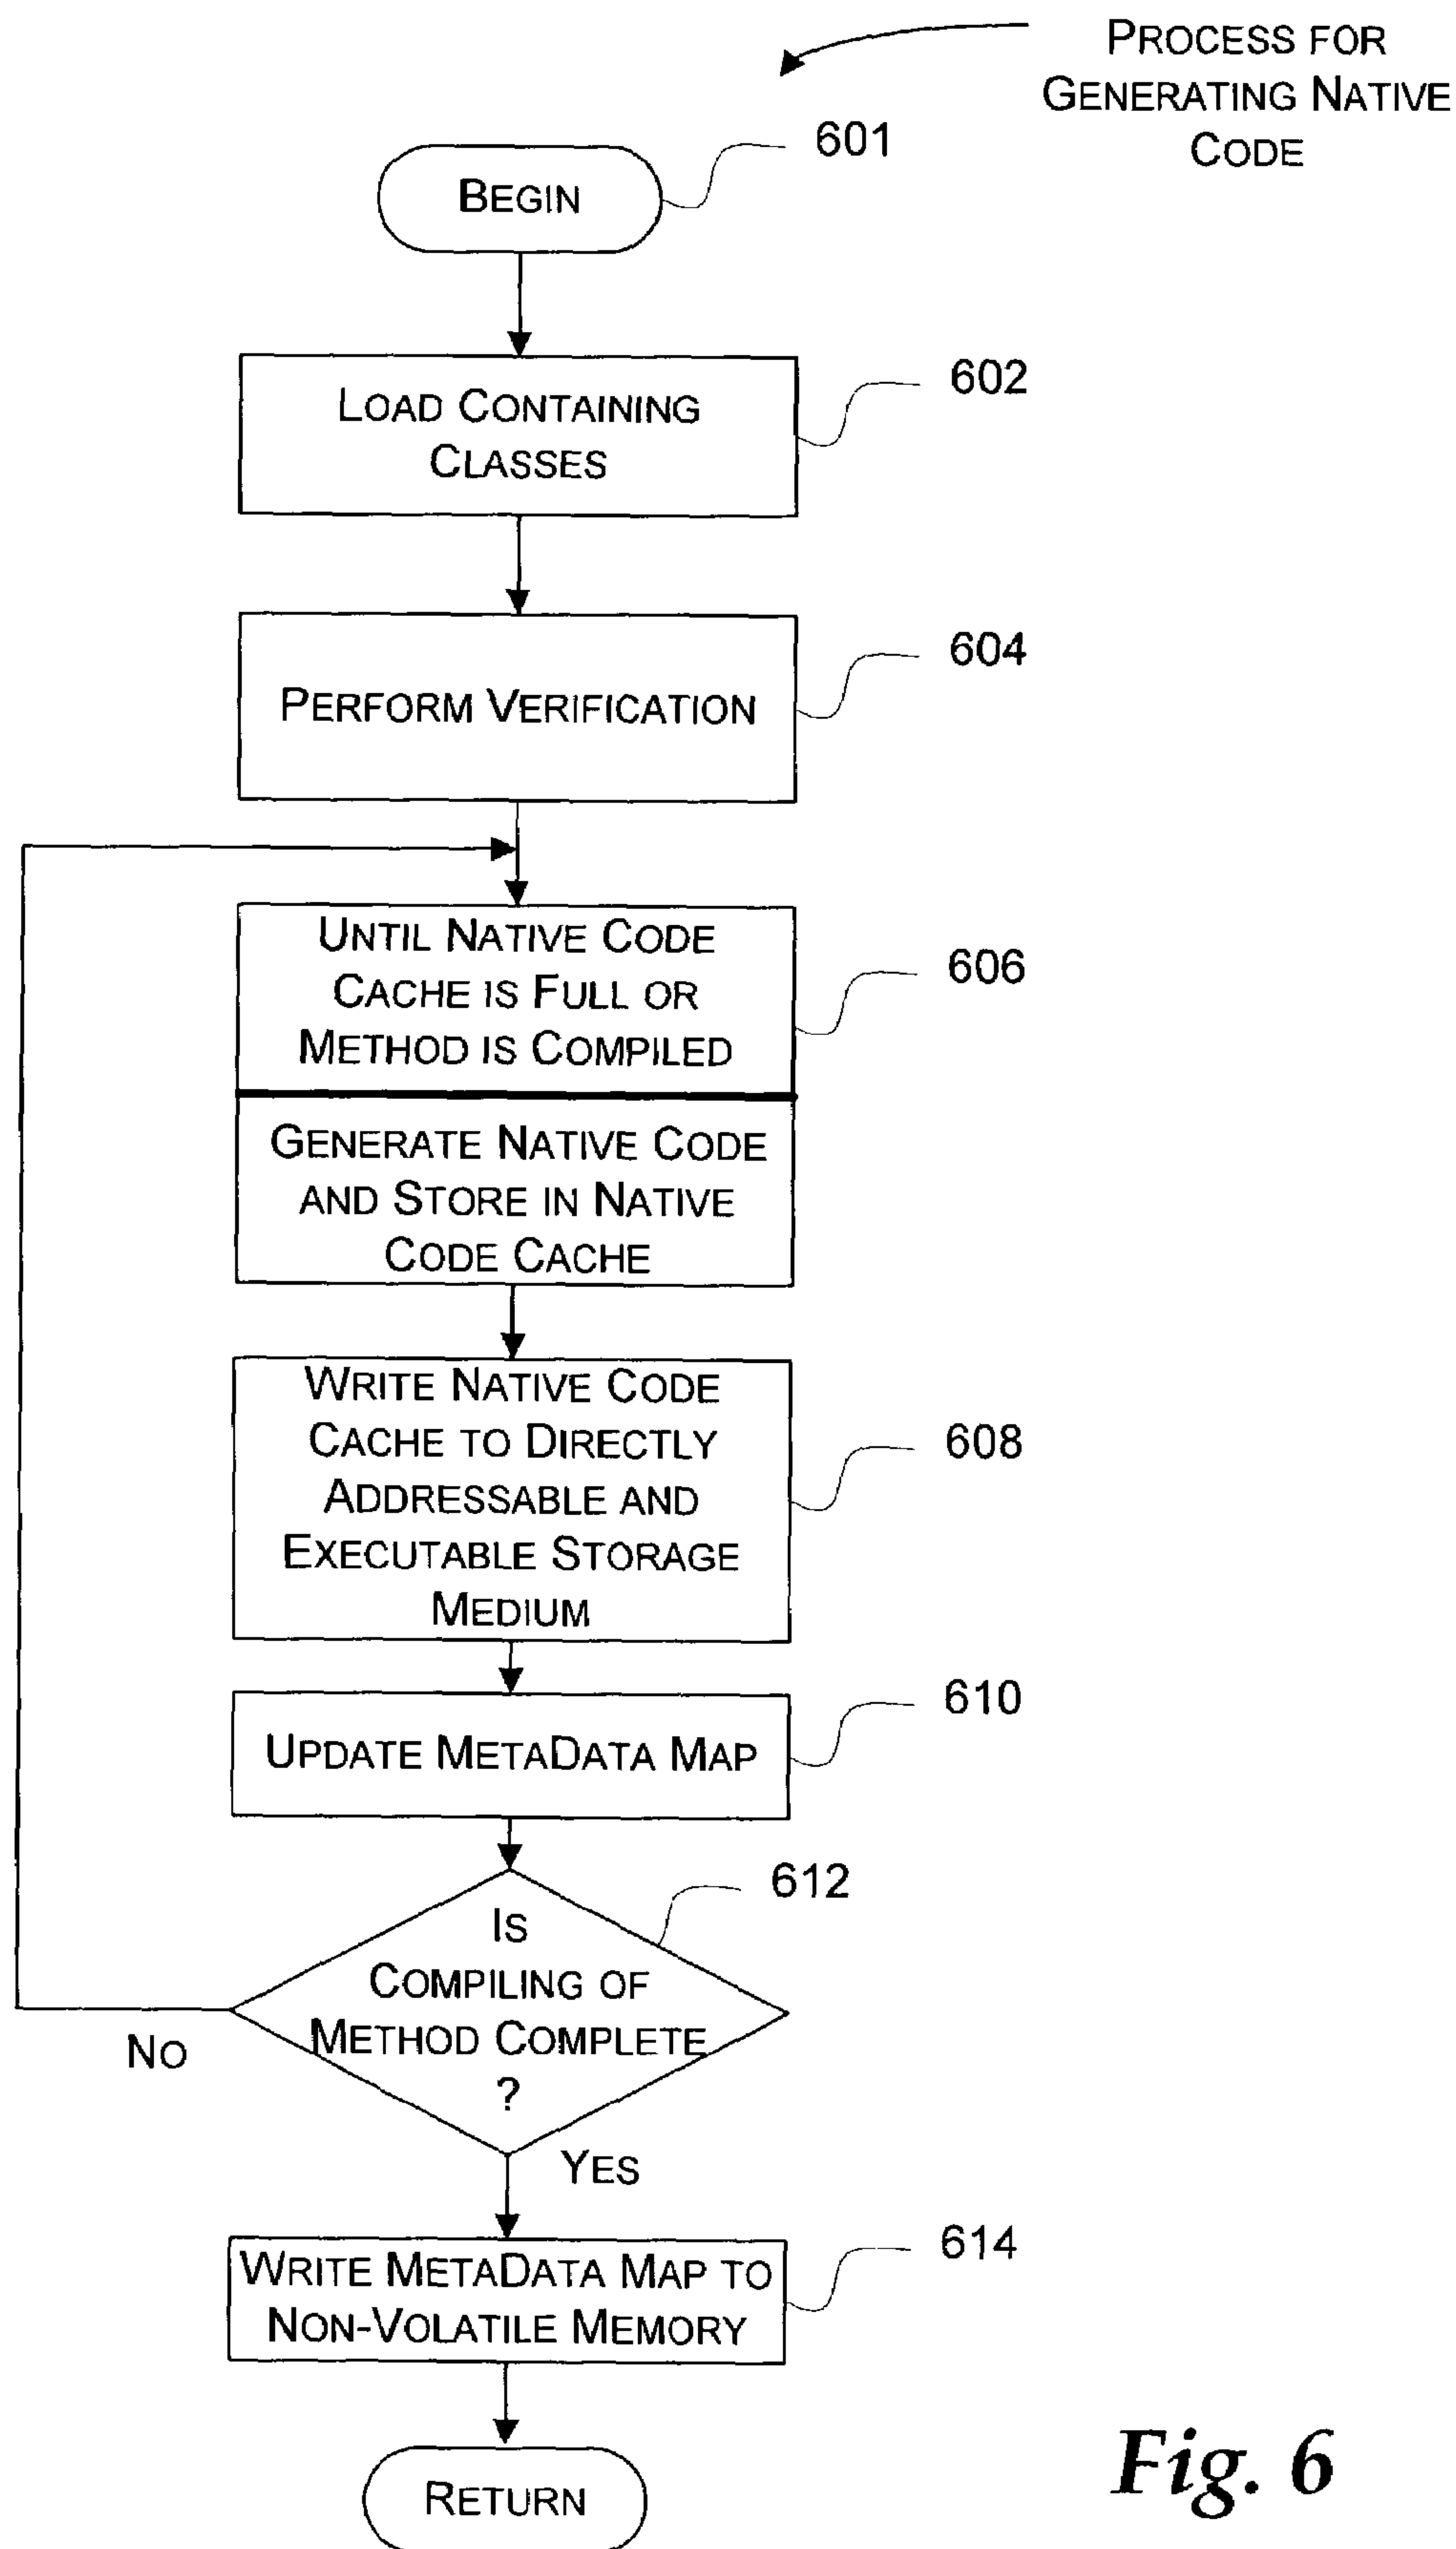 PROCESS FOR
GENERATING NATIVE
CODE
601
BEGIN
602
LOAD CONTAINING
CLASSES
604
PERFORM VERIFICATION
606
UNTIL NATIVE CODE
CACHE IS FULL OR
METHOD IS COMPILED
GENERATE NATIVE CODE
AND STORE IN NATIVE
CODE CACHE
608
WRITE NATIVE CODE
CACHE TO DIRECTLY
ADDRESSABLE AND
EXECUTABLE STORAGE
MEDIUM
610
UPDATE METADATA MAP
612
IS
COMPILING OF
METHOD COMPLETE
?
NO
YES
614
WRITE METADATA MAP TO
NON-VOLATILE MEMORY
RETURN
Fig. 6